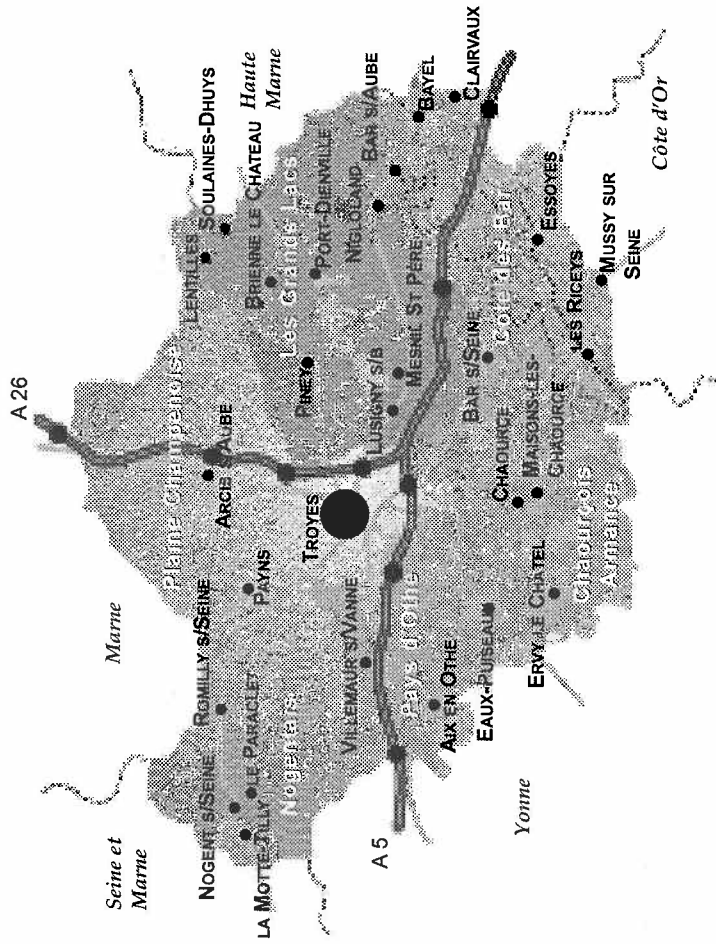 Seine et
Marne
Marne
A 26
Haute
Marne
NOGENT S/SEINE
LA MOTTE-TILLY
LE PARACLET
ROMILLY S/SEINE
Nogentais
PAYNS
Plaine Champenoise
ARCIS S/AUBE
LENTILLES
SOULAINES-DHUYS
BRIENNE LE CHATEAU
Les Grands Lacs
PORT-DIENVILLE
PINEY
TROYES
LUSIGNY S/B
MESNIL ST PERE
NIGLOLAND
BAR S/AUBE
BAYEL
CLAIRVAUX
VILLEMAUR S/VANNE
A 5
Pays d'Othe
AIX EN OTHE
EAUX-PUISEAUX
ERVY LE CHATEL
CHAOURCE
MAISONS-LES-
CHAOURCE
Chaourçois
Armance
BAR S/SEINE
Côte des Bar
ESSOYES
LES RICEYS
MUSSY SUR
SEINE
Yonne
Côte d'Or